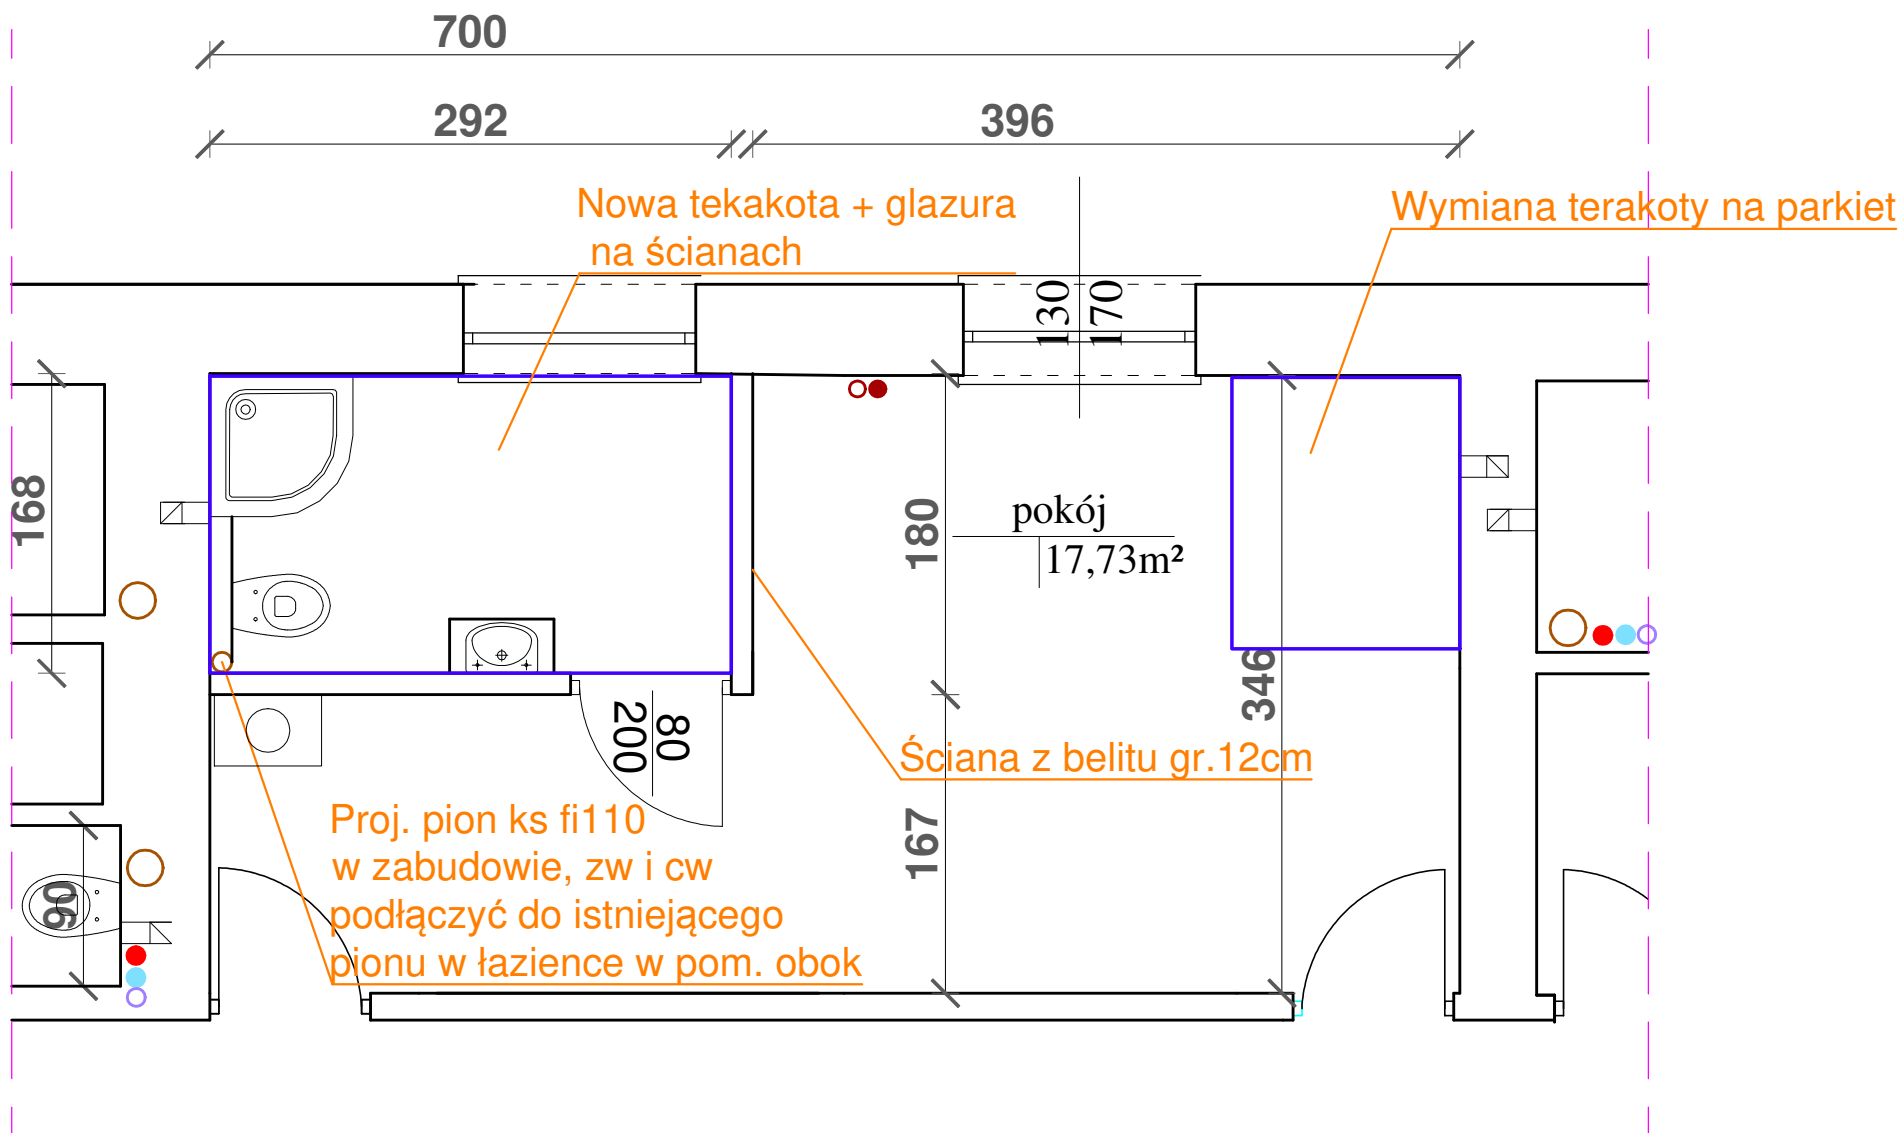 700
292
396
Nowa tekakota + glazura
na ścianach
Wymiana terakoty na parkiet
130
170
168
180
pokój
17,73m²
346
80
200
Ściana z belitu gr.12cm
167
Proj. pion ks fi110
w zabudowie, zw i cw
podłączyć do istniejącego
pionu w łazience w pom. obok
90